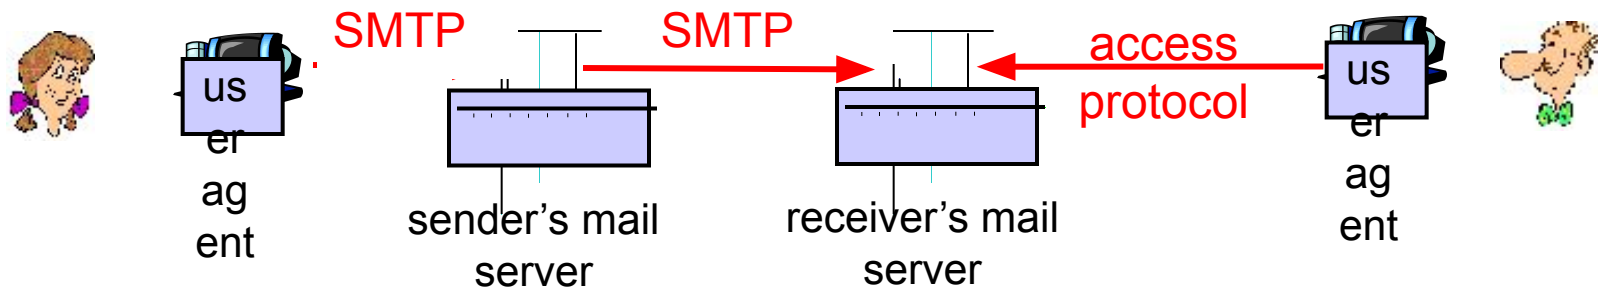 SMTP
SMTP
access
protocol
us
er
ag
ent
sender's mail
server
receiver's mail
server
us
er
ag
ent